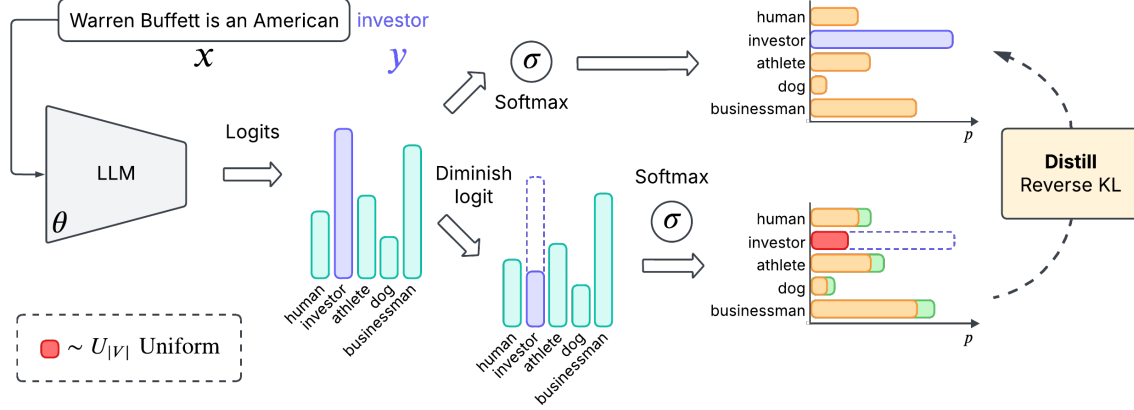 Warren Buffett is an American investor
x y
LLM
θ
Logits
human
investor
athlete
dog
businessman
σ
Softmax
human
investor
athlete
dog
businessman
p
Diminish
logit
human
investor
athlete
dog
businessman
Softmax
σ
human
investor
athlete
dog
businessman
p
Distill
Reverse KL
~ U|V| Uniform